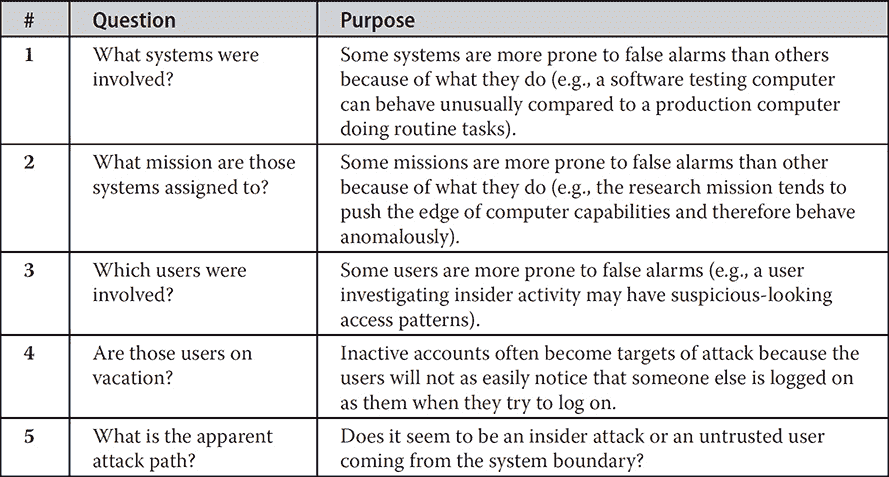 # Question Purpose
1 What systems were Some systems are more prone to false alarms than others
involved? because of what they do (e.g., a software testing computer
can behave unusually compared to a production computer
doing routine tasks).
2 What mission are those Some missions are more prone to false alarms than other
systems assigned to? because of what they do (e.g., the research mission tends to
push the edge of computer capabilities and therefore behave
anomalously).
3 Which users were Some users are more prone to false alarms (e.g., a user
involved? investigating insider activity may have suspicious-looking
access patterns).
4 Are those users on Inactive accounts often become targets of attack because the
vacation? users will not as easily notice that someone else is logged on
as them when they try to log on.
5 What is the apparent Does it seem to be an insider attack or an untrusted user
attack path? coming from the system boundary?